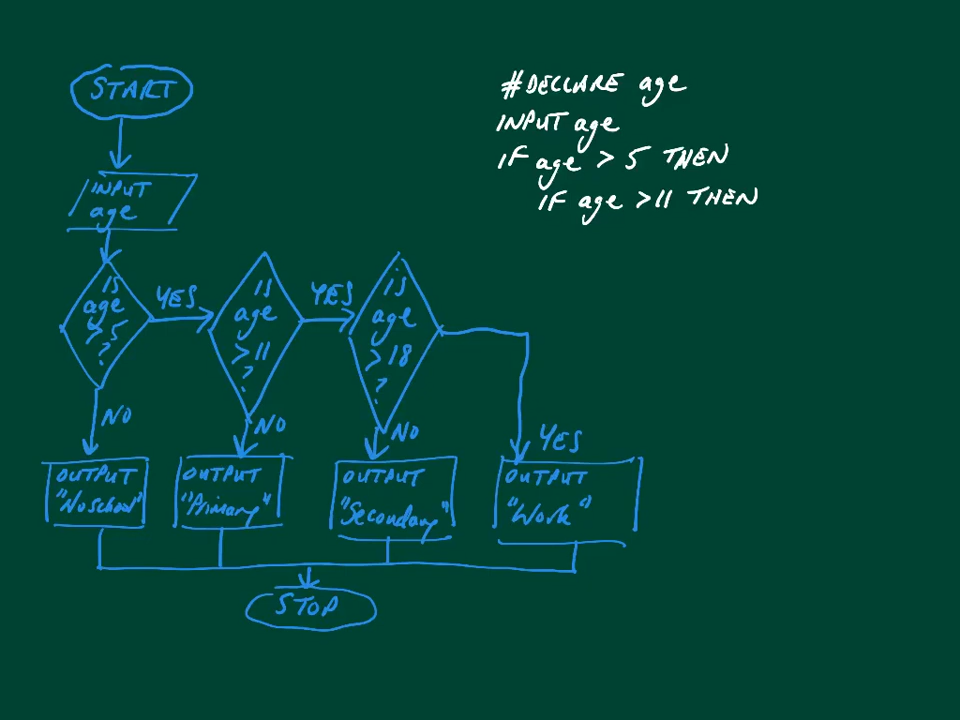 START
INPUT
age
IS
age
> 5
?
NO
YES
IS
age
> 11
?
NO
YES
IS
age
> 18
?
NO
YES
OUTPUT
"No school"
OUTPUT
"Primary"
OUTPUT
"Secondary"
OUTPUT
"Work"
STOP
#DECLARE age
INPUT age
IF age > 5 THEN
IF age > 11 THEN